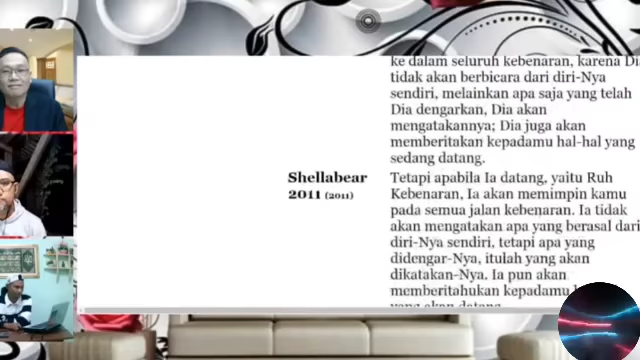 ke dalam seluruh kebenaran, karena Dia
tidak akan berbicara dari diri-Nya
sendiri, melainkan apa saja yang telah
Dia dengarkan, Dia akan
mengatakannya; Dia juga akan
memberitakan kepadamu hal-hal yang
sedang datang.
Shellabear
2011 (2011)
Tetapi apabila Ia datang, yaitu Ruh
Kebenaran, Ia akan memimpin kamu
pada semua jalan kebenaran. Ia tidak
akan mengatakan apa yang berasal dari
diri-Nya sendiri, tetapi apa yang
didengar-Nya, itulah yang akan
dikatakan-Nya. Ia pun akan
memberitahukan kepadamu
yang akan datang.